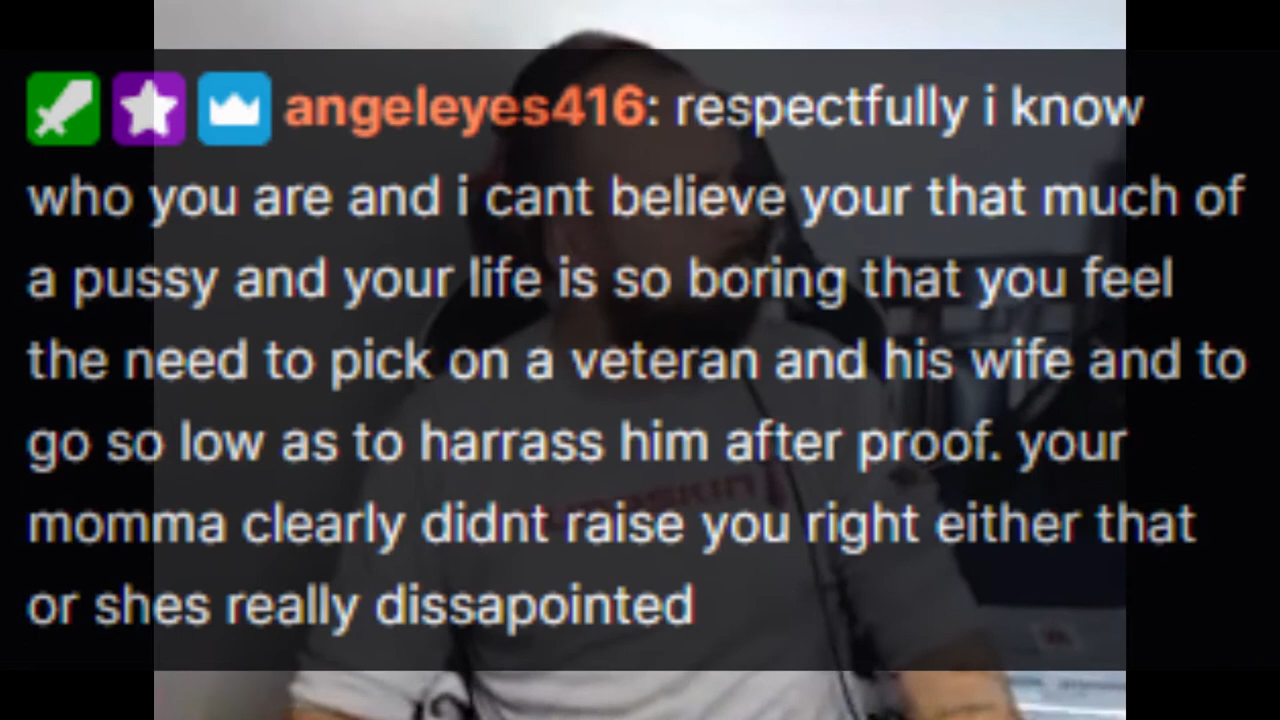 angeleyes416: respectfully i know
who you are and i cant believe your that much of
a pussy and your life is so boring that you feel
the need to pick on a veteran and his wife and to
go so low as to harrass him after proof. your
momma clearly didnt raise you right either that
or shes really dissapointed